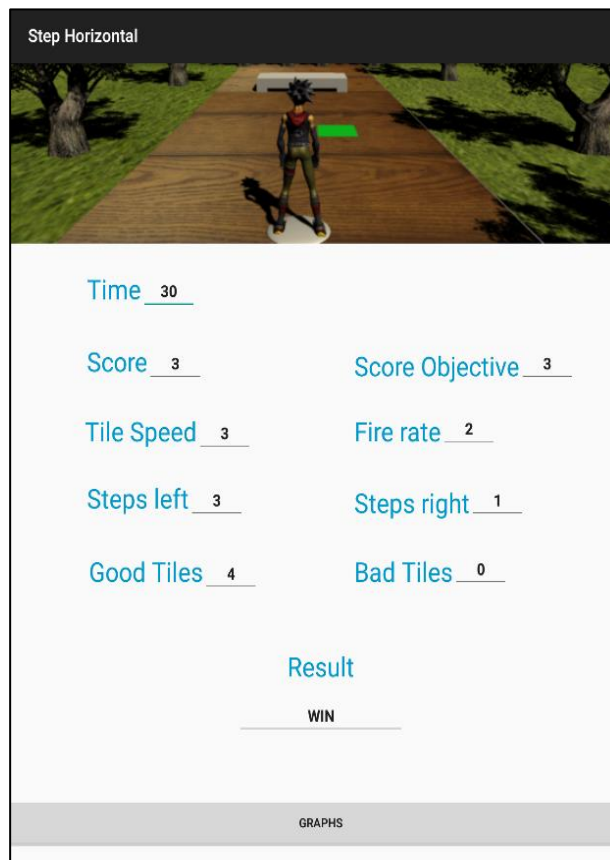 Step Horizontal
Time 30
Score 3 Score Objective 3
Tile Speed 3 Fire rate 2
Steps left 3 Steps right 1
Good Tiles 4 Bad Tiles 0
Result
WIN
GRAPHS